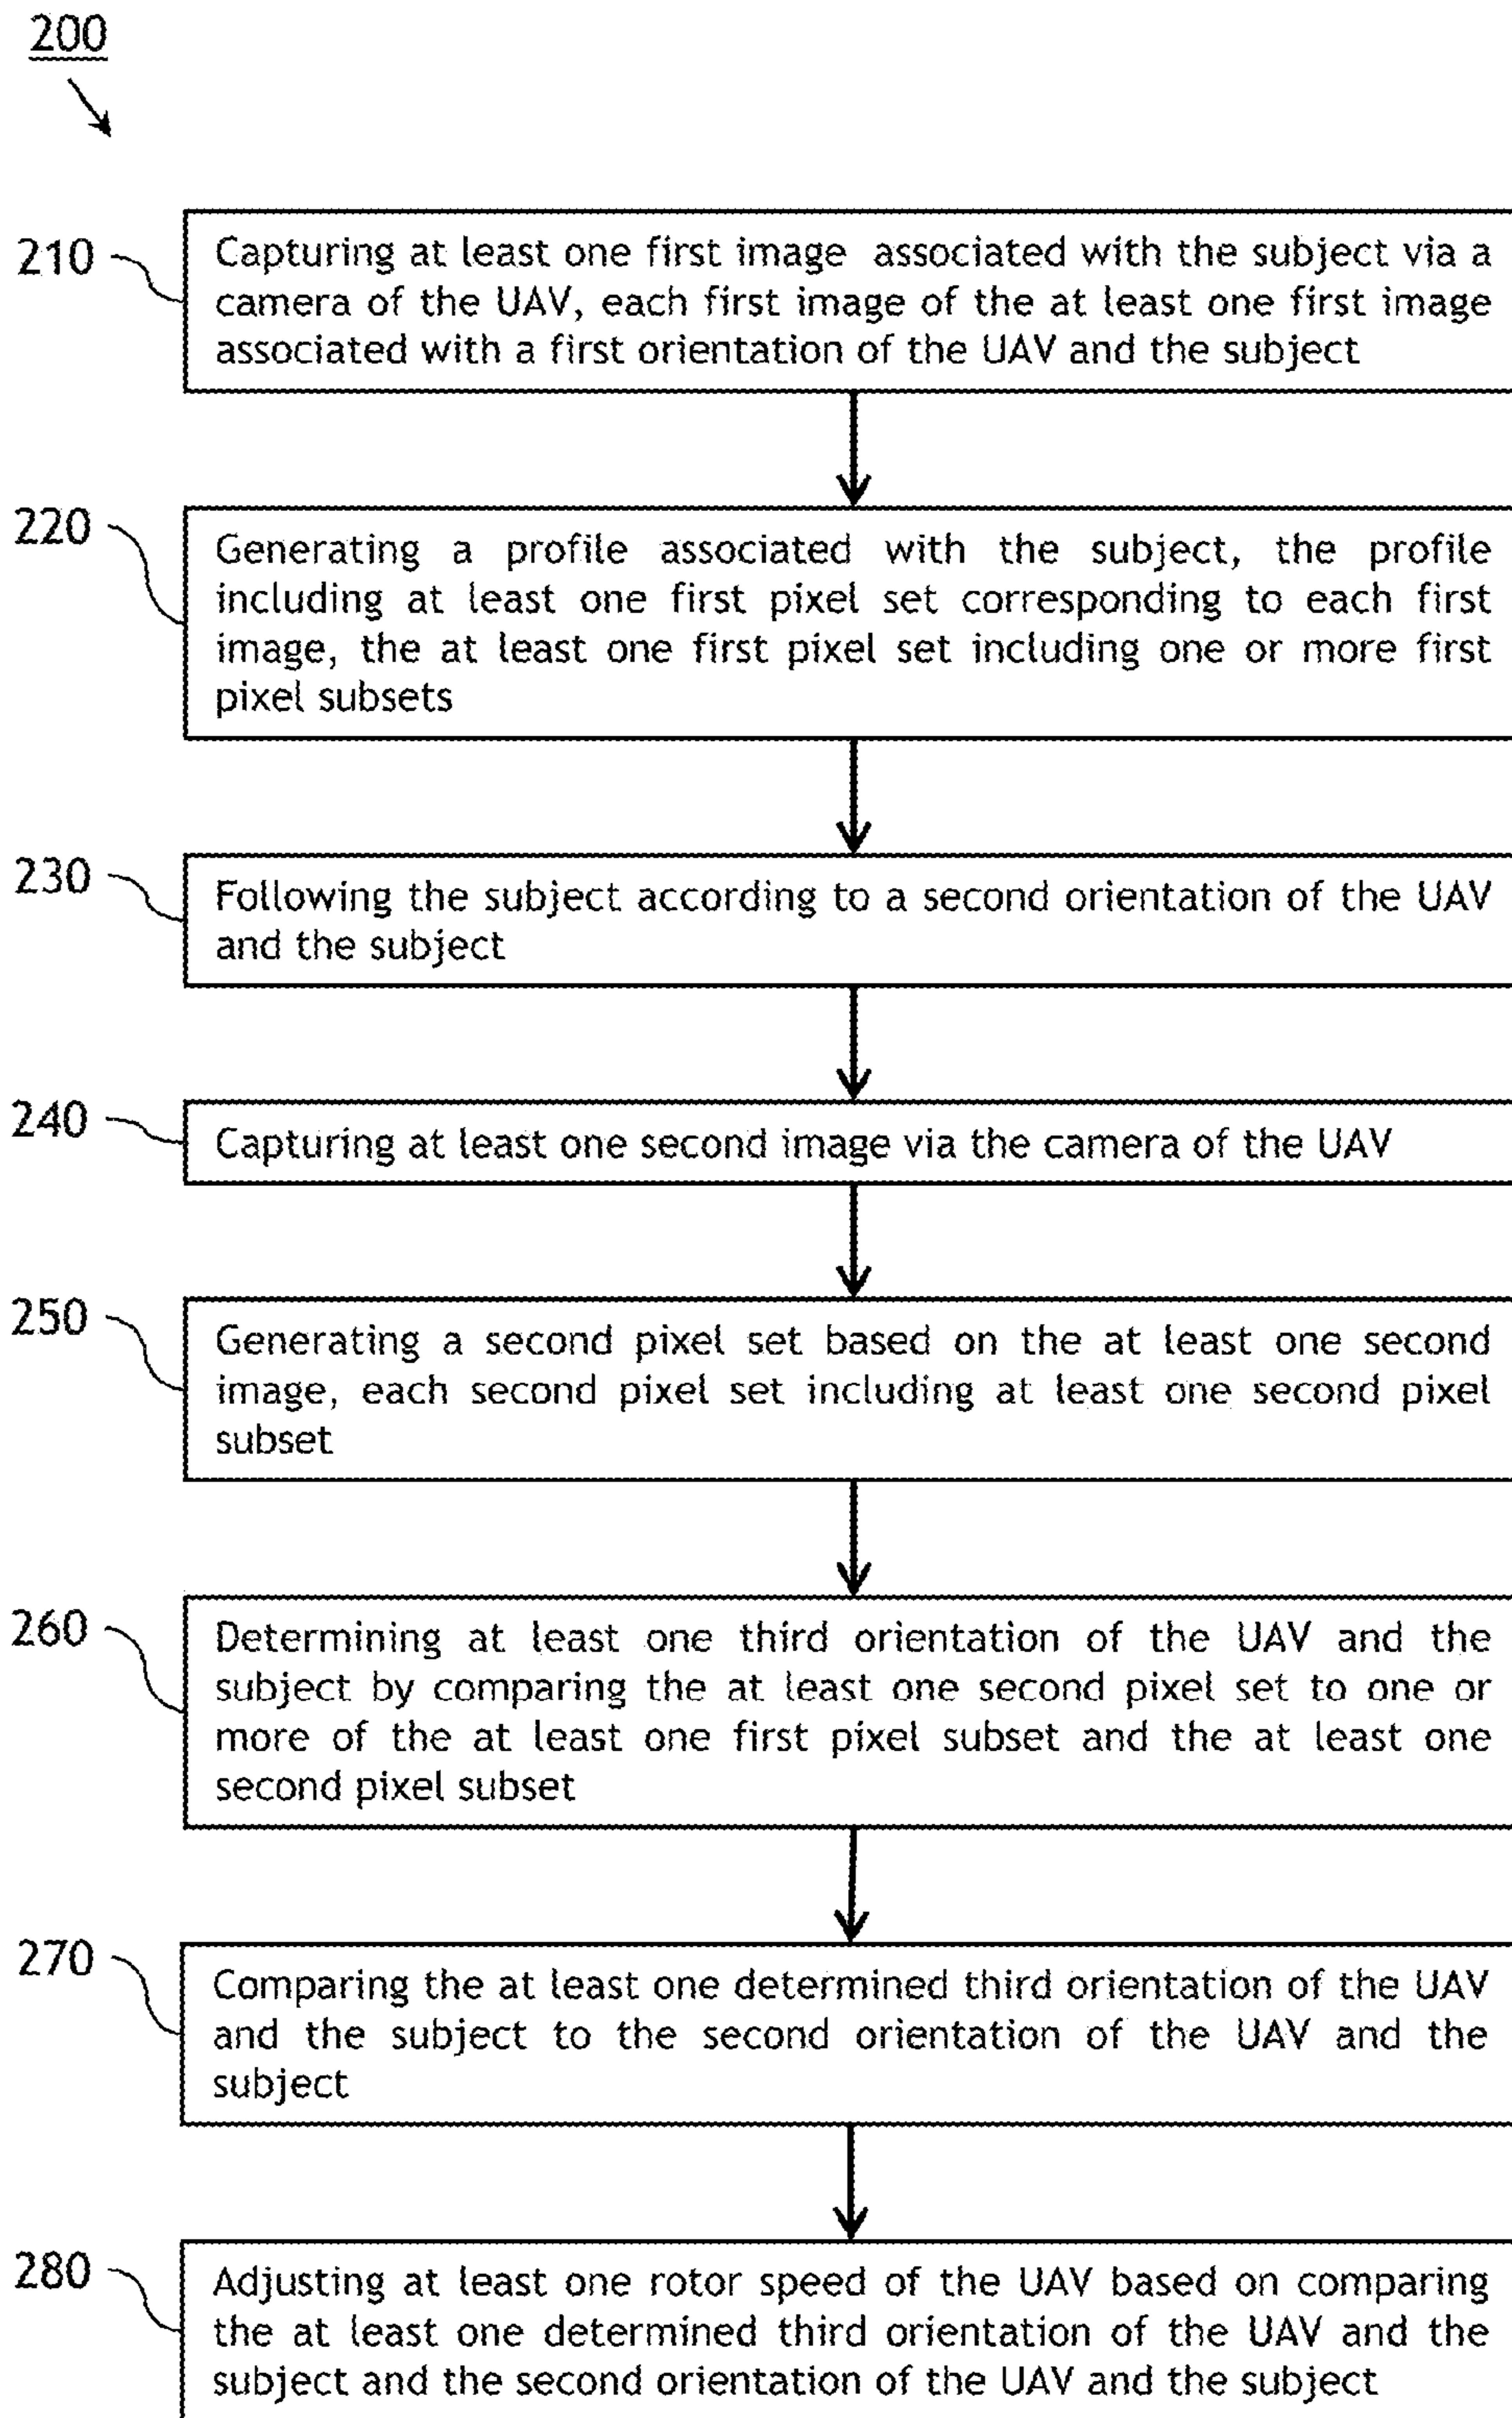 200
210
Capturing at least one first image associated with the subject via a
camera of the UAV, each first image of the at least one first image
associated with a first orientation of the UAV and the subject
220
Generating a profile associated with the subject, the profile
including at least one first pixel set corresponding to each first
image, the at least one first pixel set including one or more first
pixel subsets
230
Following the subject according to a second orientation of the UAV
and the subject
240
Capturing at least one second image via the camera of the UAV
250
Generating a second pixel set based on the at least one second
image, each second pixel set including at least one second pixel
subset
260
Determining at least one third orientation of the UAV and the
subject by comparing the at least one second pixel set to one or
more of the at least one first pixel subset and the at least one
second pixel subset
270
Comparing the at least one determined third orientation of the UAV
and the subject to the second orientation of the UAV and the
subject
280
Adjusting at least one rotor speed of the UAV based on comparing
the at least one determined third orientation of the UAV and the
subject and the second orientation of the UAV and the subject